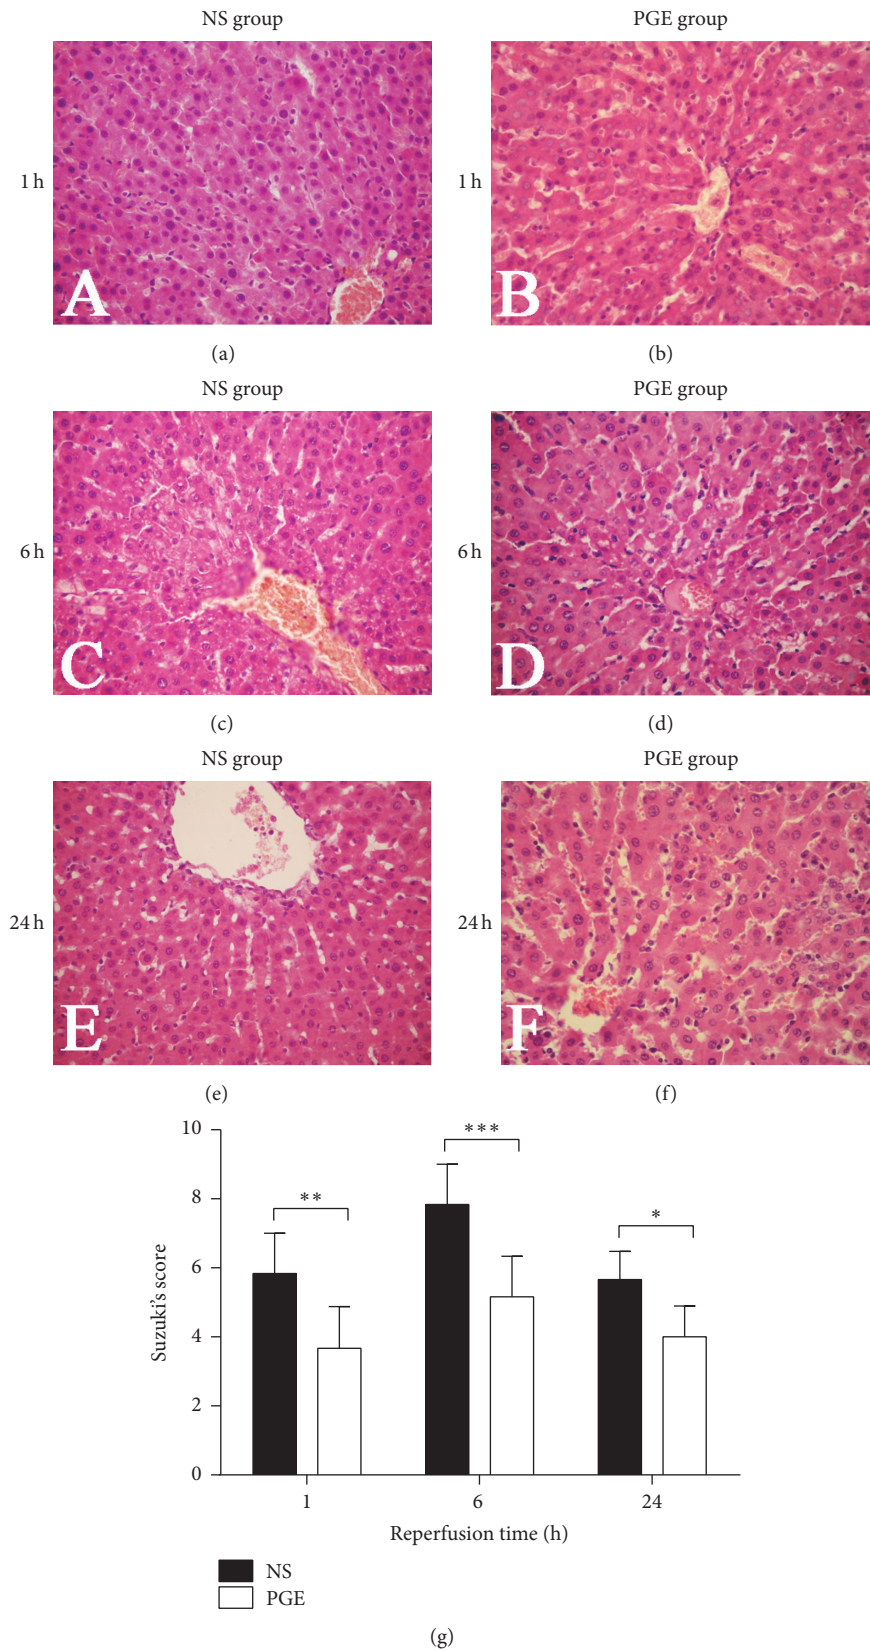 NS group
PGE group
1 h
A
1 h
B
(a)
(b)
NS group
PGE group
6 h
C
6 h
D
(c)
(d)
NS group
PGE group
24 h
E
24 h
F
(e)
(f)
10
8
6
4
2
0
Suzuki's score
**
***
*
1
6
24
Reperfusion time (h)
NS
PGE
(g)